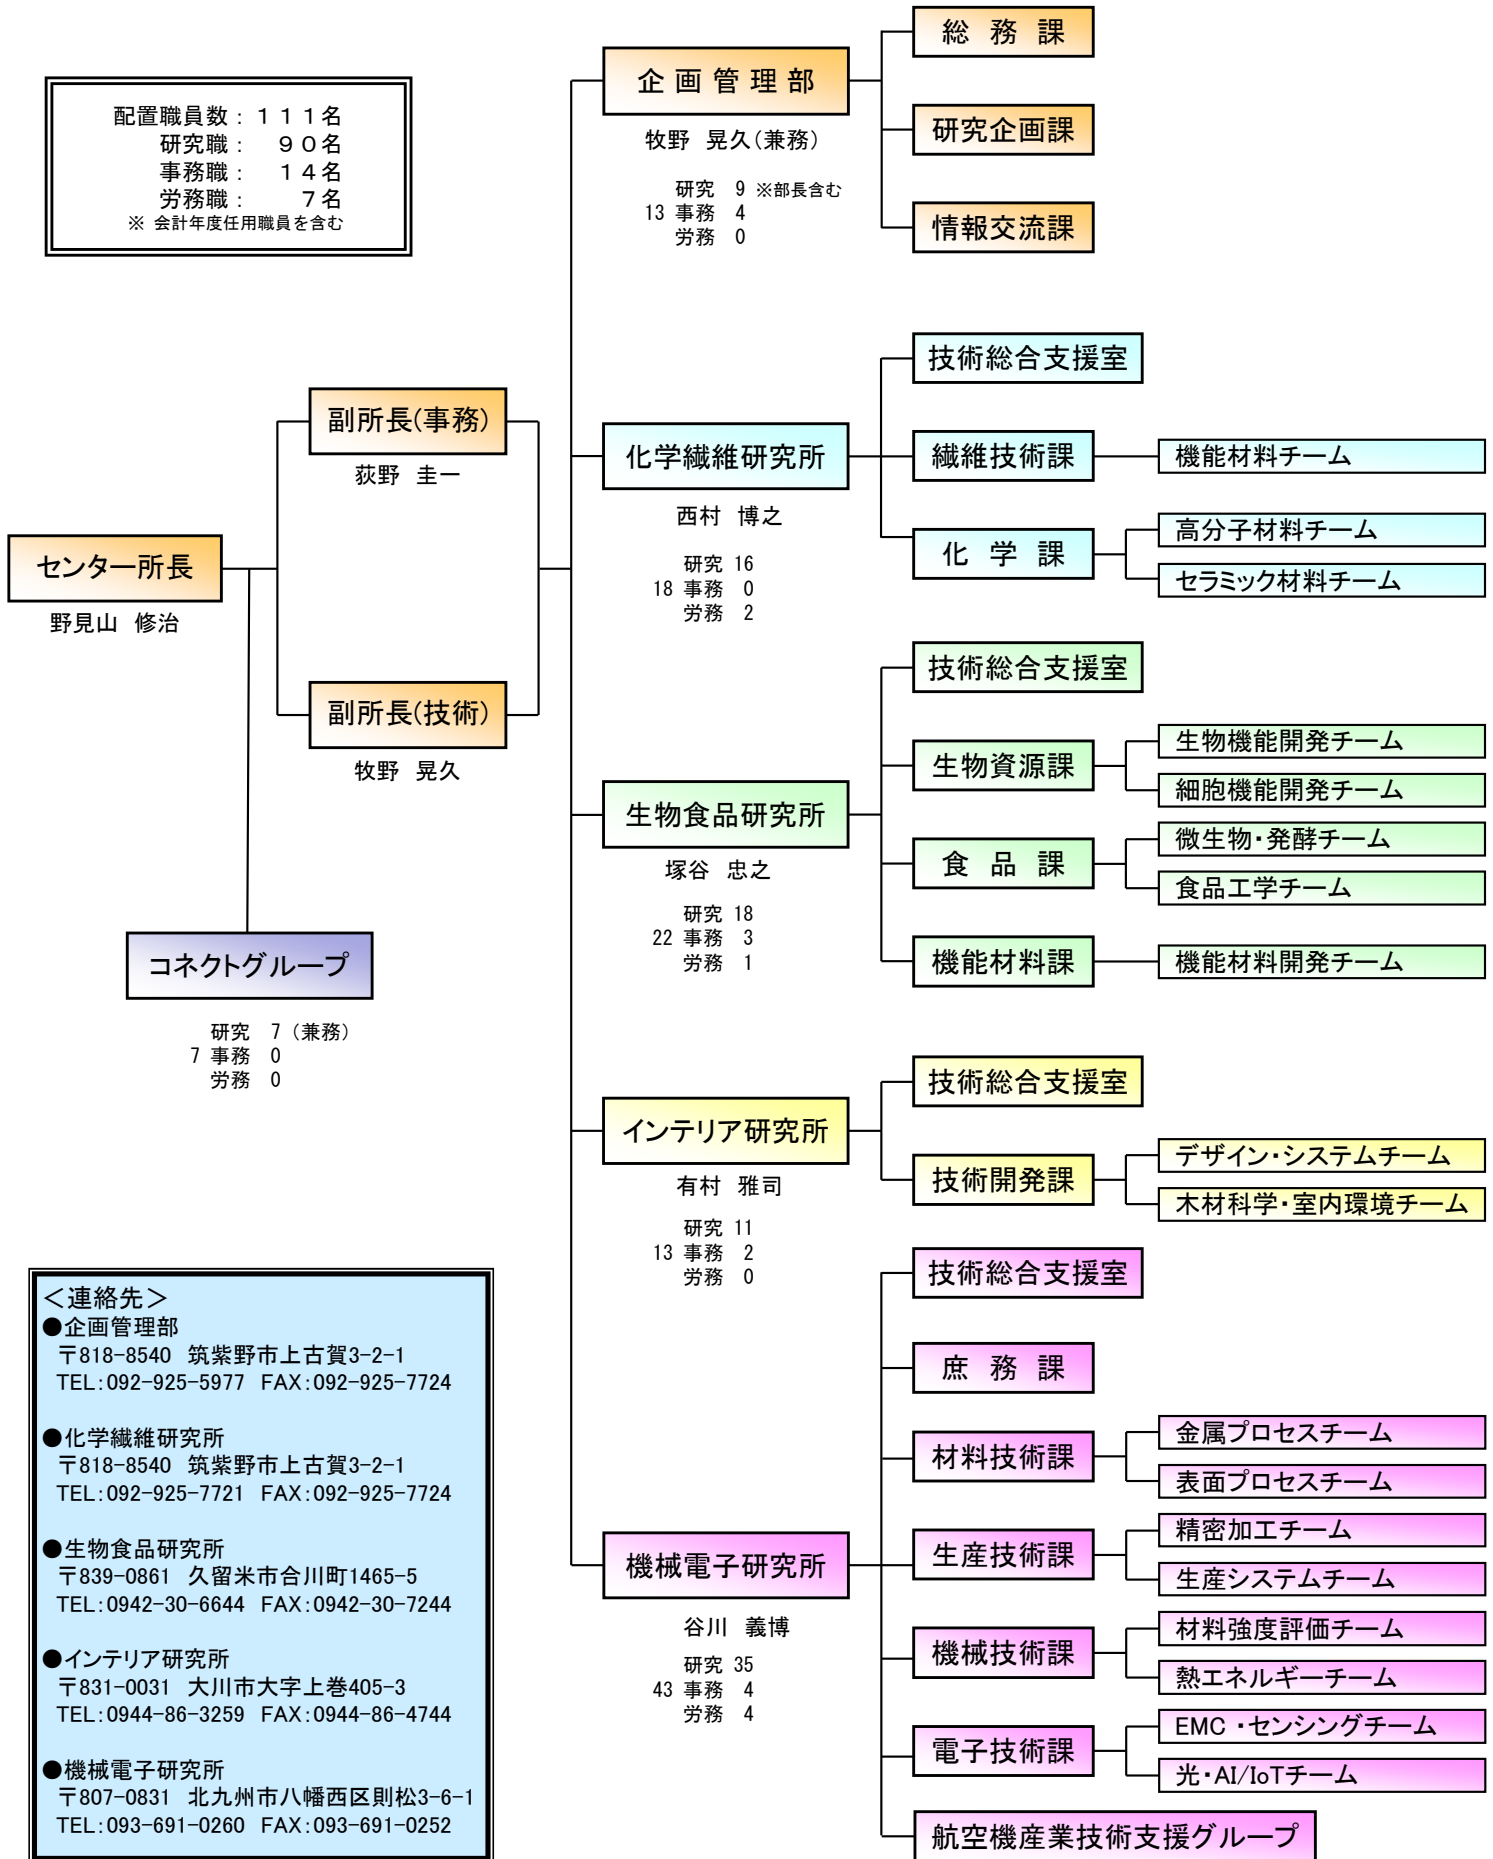 配置職員数：１１１名
研究職：　９０名
事務職：　１４名
労務職：　　７名
※ 会計年度任用職員を含む
センター所長
野見山　修治
副所長(事務)
荻野　圭一
副所長(技術)
牧野　晃久
コネクトグループ
研究　7（兼務）
7 事務　0
労務　0
企 画 管 理 部
牧野　晃久(兼務)
研究　9 ※部長含む
13 事務　4
労務　0
総　務　課
研究企画課
情報交流課
化学繊維研究所
西村　博之
研究 16
18 事務　0
労務　2
技術総合支援室
繊維技術課
機能材料チーム
化　学　課
高分子材料チーム
セラミック材料チーム
生物食品研究所
塚谷　忠之
研究 18
22 事務　3
労務　1
技術総合支援室
生物資源課
生物機能開発チーム
細胞機能開発チーム
食　品　課
微生物・発酵チーム
食品工学チーム
機能材料課
機能材料開発チーム
インテリア研究所
有村　雅司
研究 11
13 事務　2
労務　0
技術総合支援室
技術開発課
デザイン・システムチーム
木材科学・室内環境チーム
機械電子研究所
谷川　義博
研究 35
43 事務　4
労務　4
技術総合支援室
庶　務　課
材料技術課
金属プロセスチーム
表面プロセスチーム
生産技術課
精密加工チーム
生産システムチーム
機械技術課
材料強度評価チーム
熱エネルギーチーム
電子技術課
EMC ・センシングチーム
光・AI/IoTチーム
航空機産業技術支援グループ
＜連絡先＞
●企画管理部
〒818-8540　筑紫野市上古賀3-2-1
TEL:092-925-5977　FAX:092-925-7724
●化学繊維研究所
〒818-8540　筑紫野市上古賀3-2-1
TEL:092-925-7721　FAX:092-925-7724
●生物食品研究所
〒839-0861　久留米市合川町1465-5
TEL:0942-30-6644　FAX:0942-30-7244
●インテリア研究所
〒831-0031　大川市大字上巻405-3
TEL:0944-86-3259　FAX:0944-86-4744
●機械電子研究所
〒807-0831　北九州市八幡西区則松3-6-1
TEL:093-691-0260　FAX:093-691-0252